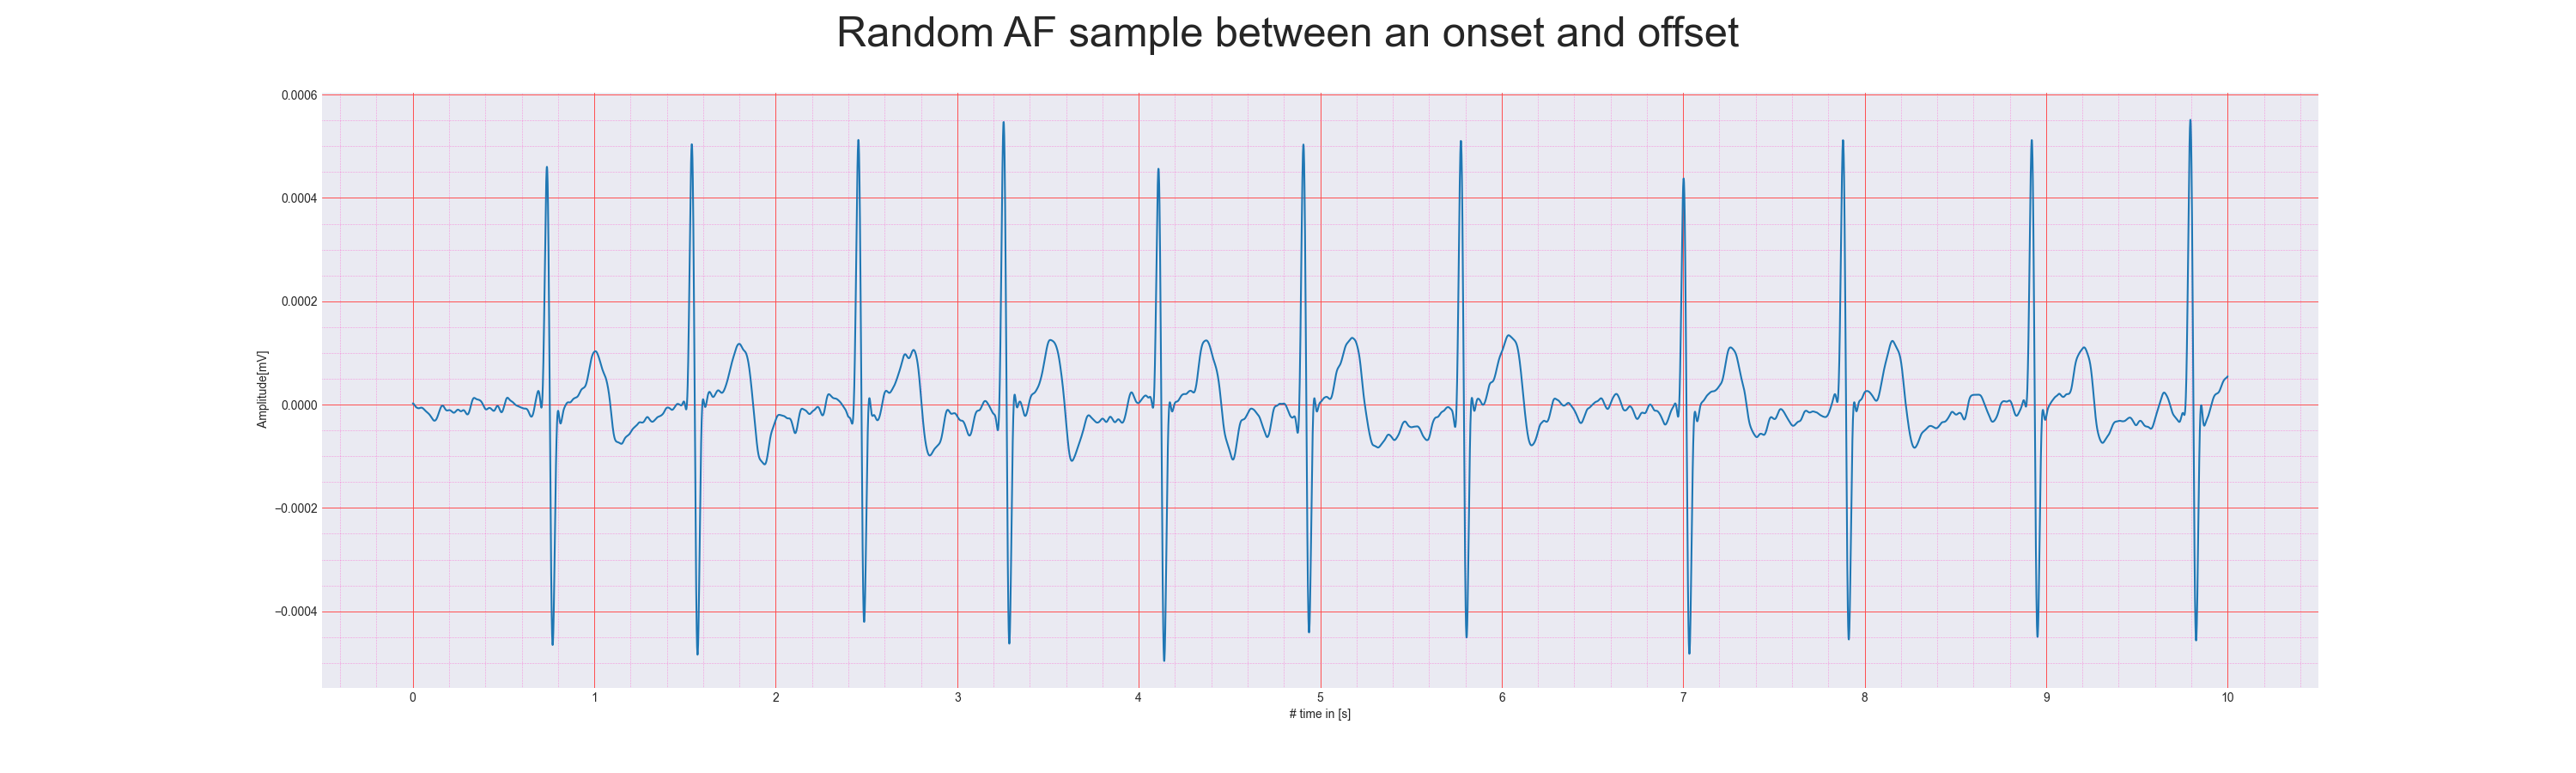 Random AF sample between an onset and offset
0.0006
0.0004
0.0002
0.0000
−0.0002
−0.0004
Amplitude[mV]
0 1 2 3 4 5 6 7 8 9 10
# time in [s]